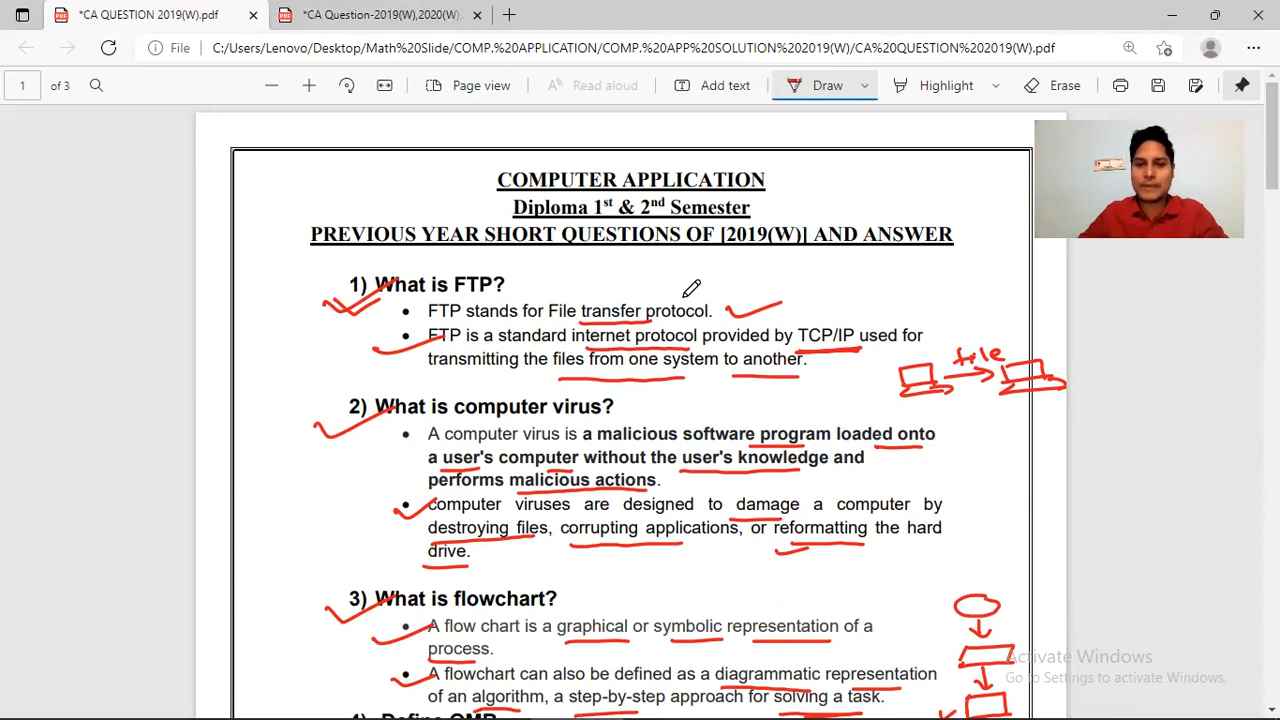 *CA QUESTION 2019(W).pdf
*CA Question-2019(W),2020(W).
File
C:/Users/Lenovo/Desktop/Math%20Slide/COMP.%20APPLICATION/COMP.%20APP%20SOLUTION%202019(W)/CA%20QUESTION%202019(W).pdf
1 of 3
Page view
Read aloud
Add text
Draw
Highlight
Erase
COMPUTER APPLICATION
Diploma 1st & 2nd Semester
PREVIOUS YEAR SHORT QUESTIONS OF [2019(W)] AND ANSWER
1) What is FTP?
• FTP stands for File transfer protocol.
• FTP is a standard internet protocol provided by TCP/IP used for
transmitting the files from one system to another.
file
2) What is computer virus?
• A computer virus is a malicious software program loaded onto
a user's computer without the user's knowledge and
performs malicious actions.
• computer viruses are designed to damage a computer by
destroying files, corrupting applications, or reformatting the hard
drive.
3) What is flowchart?
• A flow chart is a graphical or symbolic representation of a
process.
• A flowchart can also be defined as a diagrammatic representation
of an algorithm, a step-by-step approach for solving a task.
4) Define OMR
Activate Windows
Go to Settings to activate Windows.